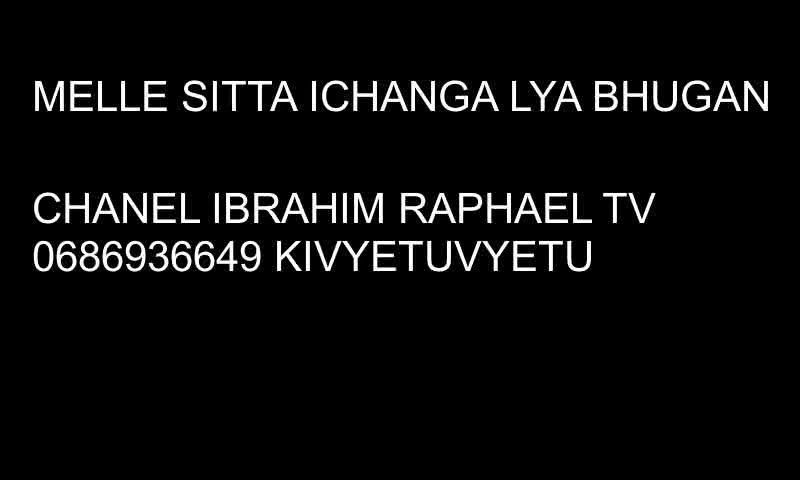 MELLE SITTA ICHANGA LYA BHUGAN
CHANEL IBRAHIM RAPHAEL TV
0686936649 KIVYETUVYETU